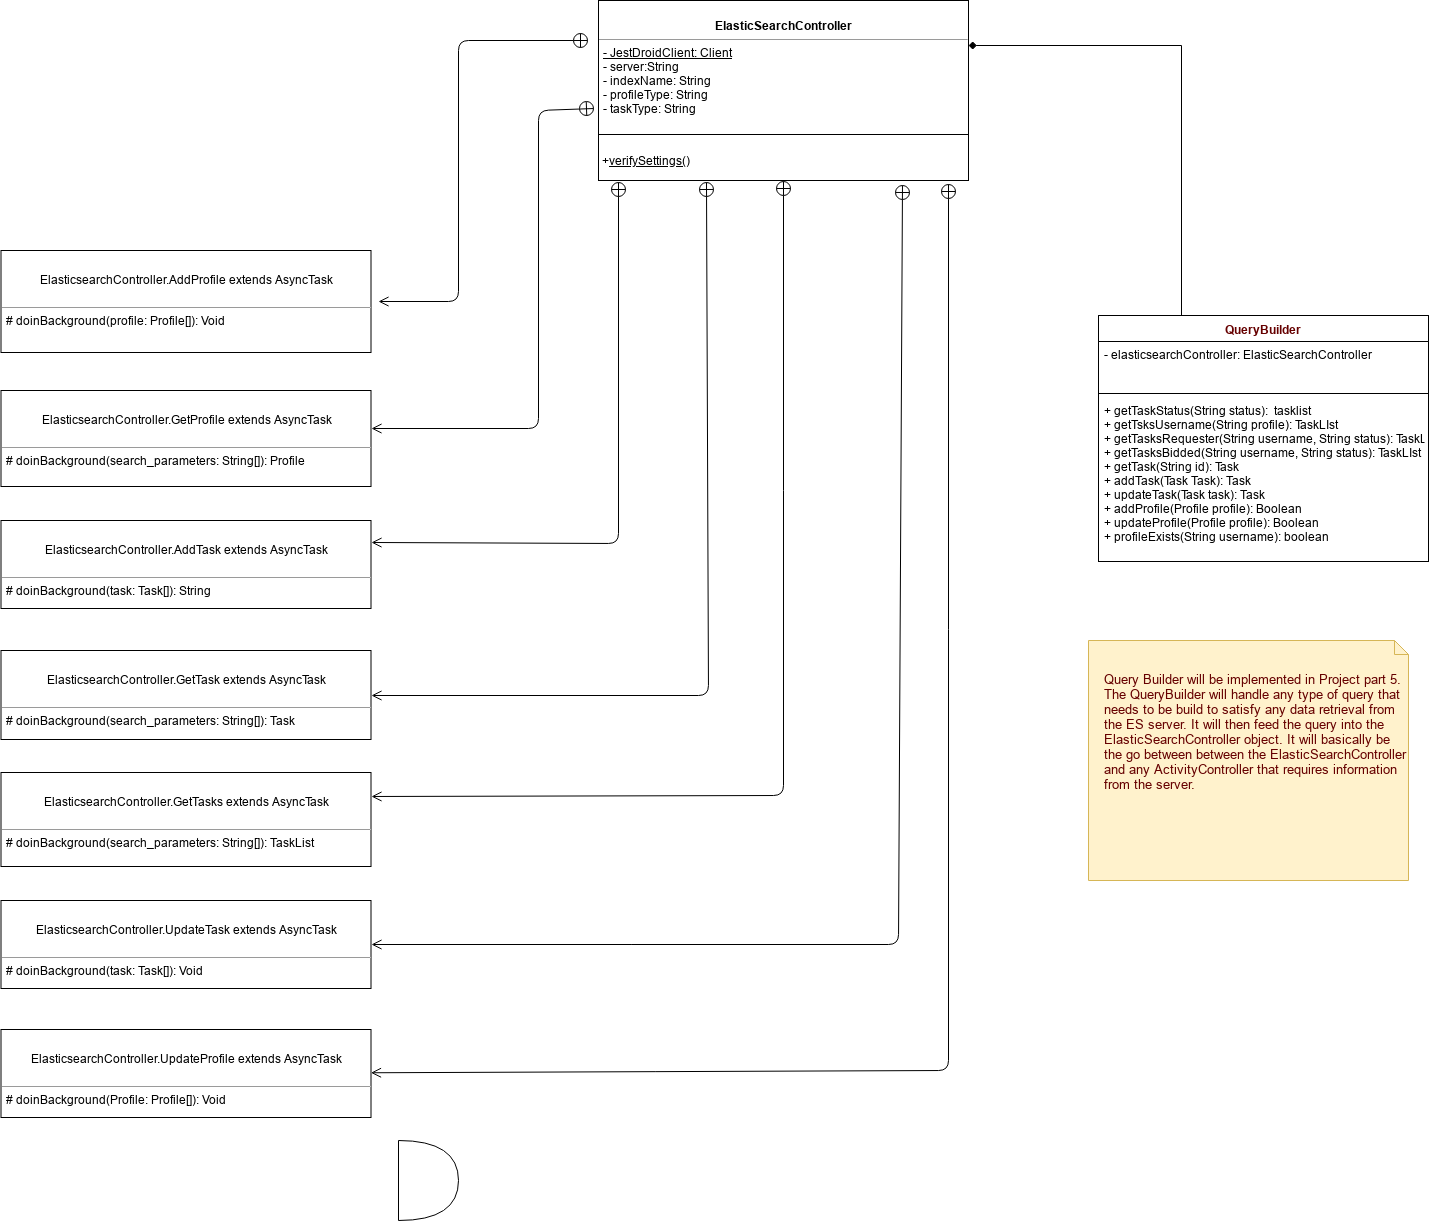 ElasticSearchController
- JestDroidClient: Client
- server:String
- indexName: String
- profileType: String
- taskType: String
+verifySettings()
ElasticsearchController.AddProfile extends AsyncTask
# doinBackground(profile: Profile[]): Void
ElasticsearchController.GetProfile extends AsyncTask
# doinBackground(search_parameters: String[]): Profile
ElasticsearchController.AddTask extends AsyncTask
# doinBackground(task: Task[]): String
ElasticsearchController.GetTask extends AsyncTask
# doinBackground(search_parameters: String[]): Task
ElasticsearchController.GetTasks extends AsyncTask
# doinBackground(search_parameters: String[]): TaskList
ElasticsearchController.UpdateTask extends AsyncTask
# doinBackground(task: Task[]): Void
ElasticsearchController.UpdateProfile extends AsyncTask
# doinBackground(Profile: Profile[]): Void
QueryBuilder
- elasticsearchController: ElasticSearchController
+ getTaskStatus(String status):  tasklist
+ getTsksUsername(String profile): TaskLIst
+ getTasksRequester(String username, String status): TaskL
+ getTasksBidded(String username, String status): TaskLIst
+ getTask(String id): Task
+ addTask(Task Task): Task
+ updateTask(Task task): Task
+ addProfile(Profile profile): Boolean
+ updateProfile(Profile profile): Boolean
+ profileExists(String username): boolean
Query Builder will be implemented in Project part 5.
The QueryBuilder will handle any type of query that
needs to be build to satisfy any data retrieval from
the ES server. It will then feed the query into the
ElasticSearchController object. It will basically be
the go between between the ElasticSearchController
and any ActivityController that requires information
from the server.